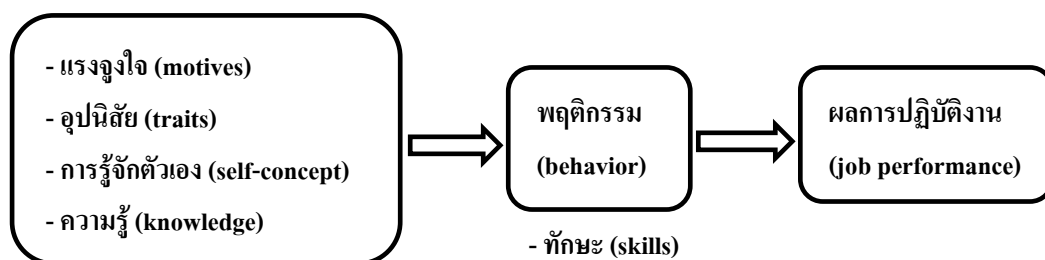 - แรงจูงใจ (motives)
- อุปนิสัย (traits)
- การรู้จักตัวเอง (self-concept)
- ความรู้ (knowledge)
พฤติกรรม
(behavior)
- ทักษะ (skills)
ผลการปฏิบัติงาน
(job performance)